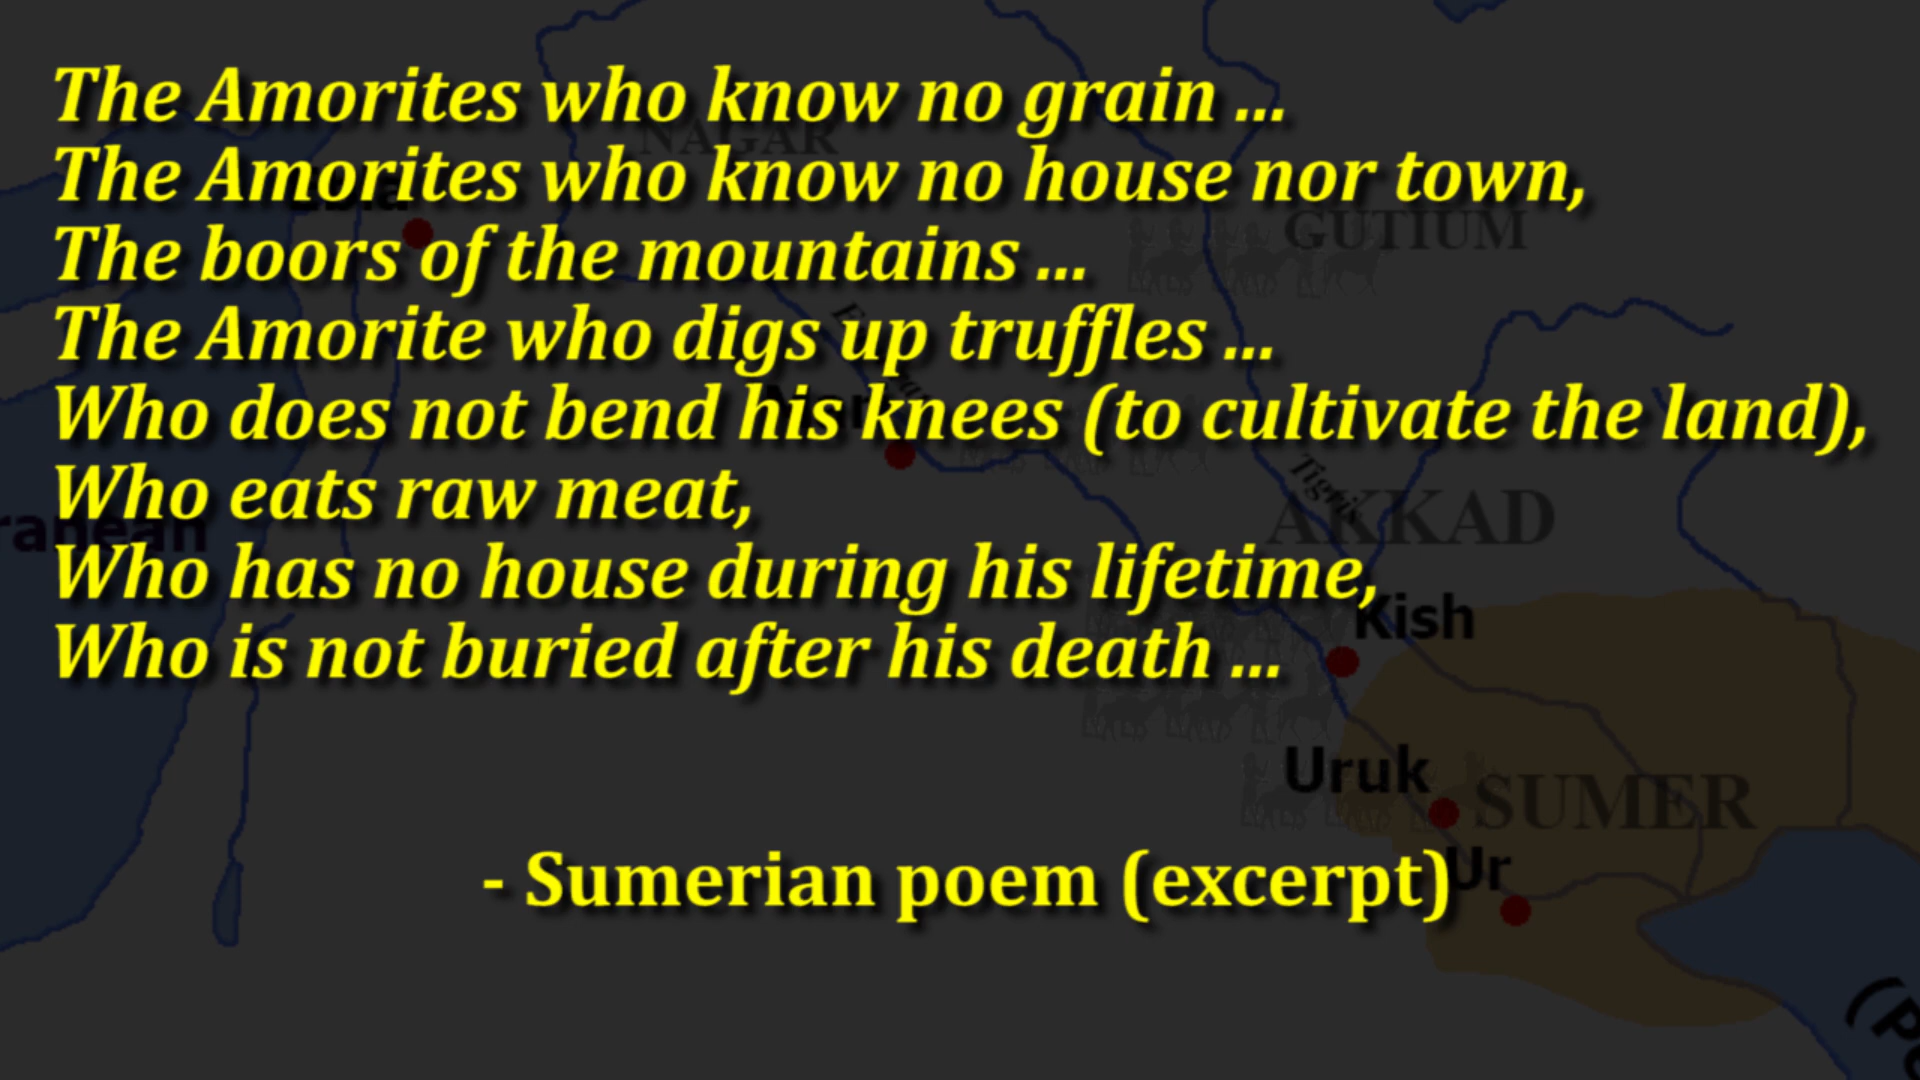 The Amorites who know no grain ...
The Amorites who know no house nor town,
The boors of the mountains ...
The Amorite who digs up truffles ...
Who does not bend his knees (to cultivate the land),
Who eats raw meat,
Who has no house during his lifetime,
Who is not buried after his death ...
- Sumerian poem (excerpt)
NAGAR
GUTIUM
Tigris
AKKAD
ranean
Kish
Uruk
SUMER
Ur